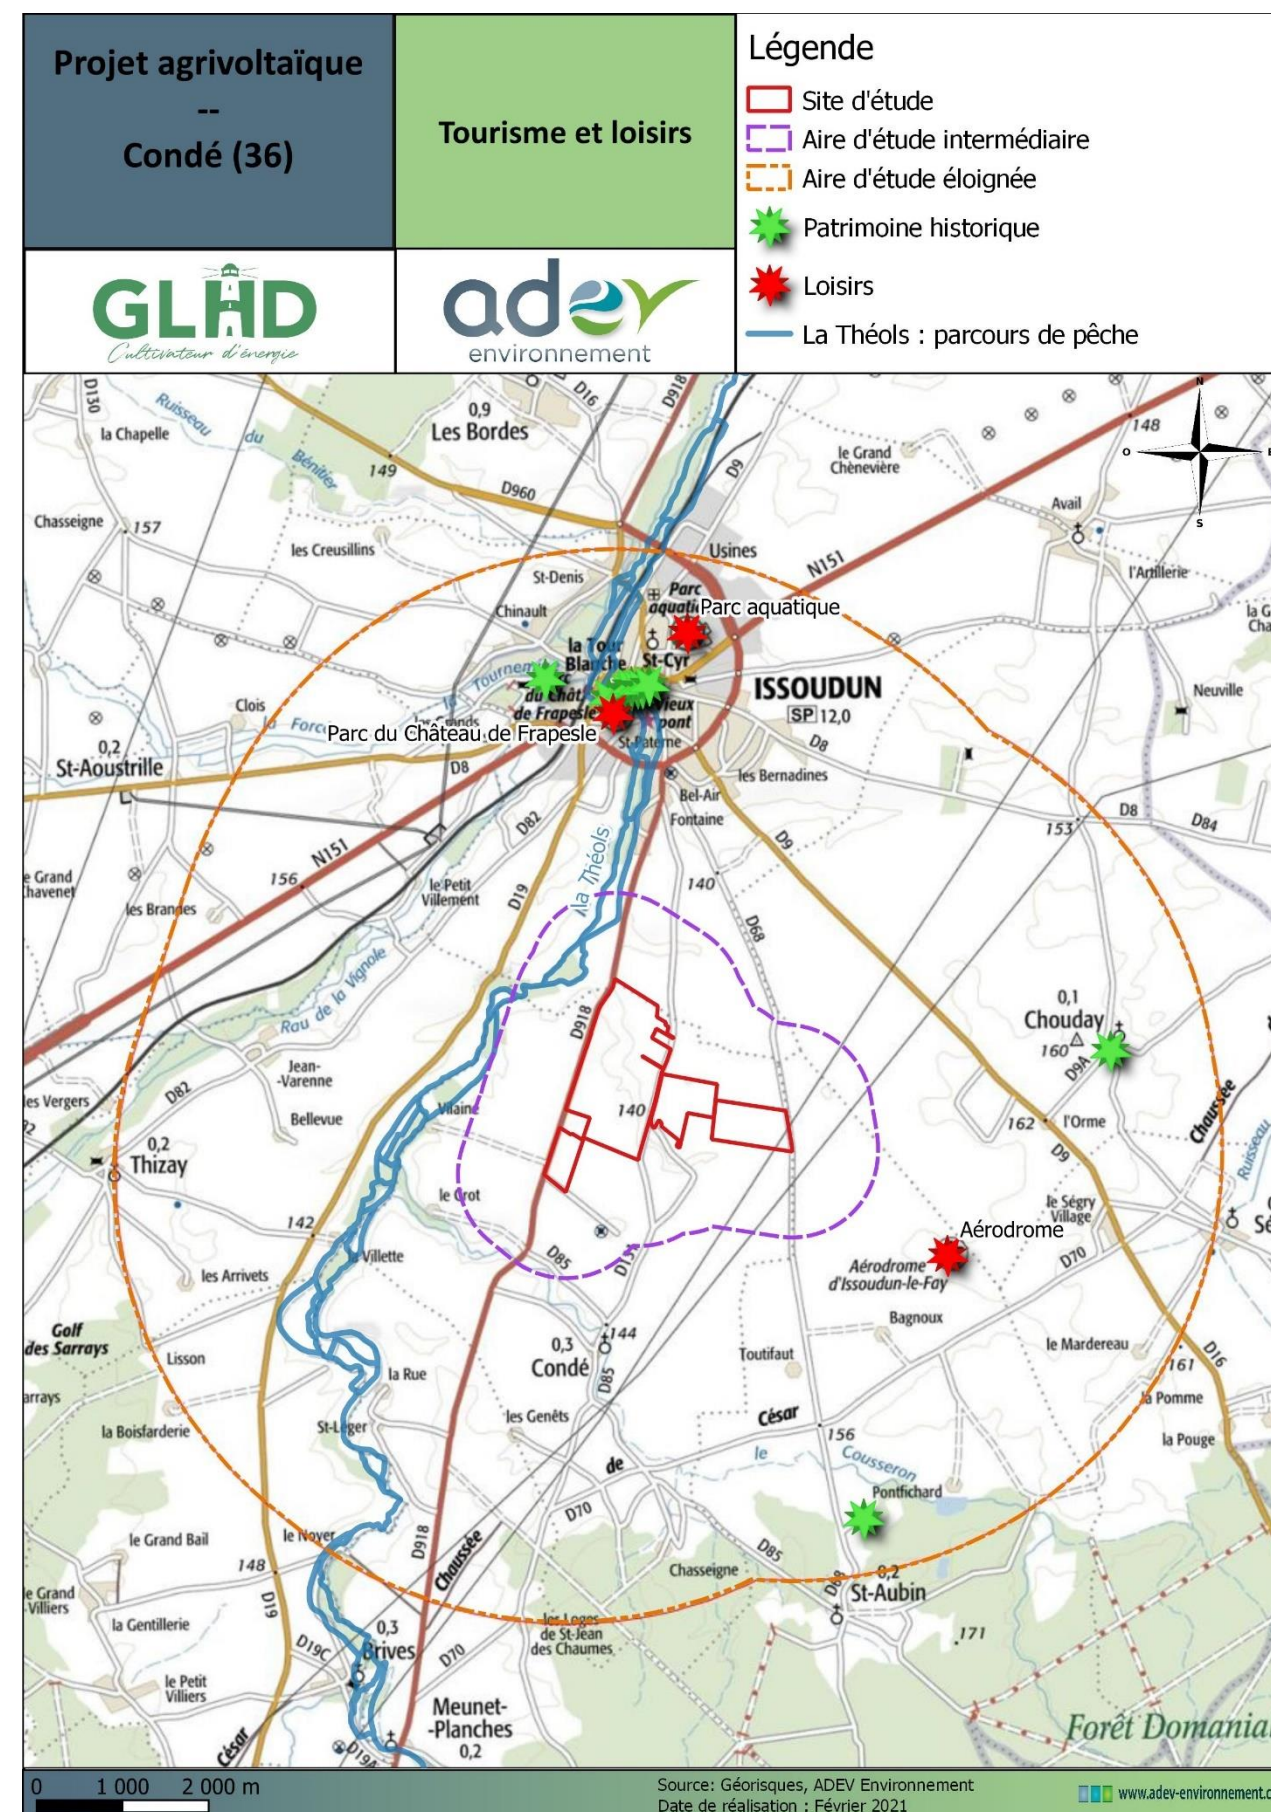 Projet agrivoltaïque
--
Condé (36)
Tourisme et loisirs
Légende
Site d'étude
Aire d'étude intermédiaire
Aire d'étude éloignée
Patrimoine historique
Loisirs
La Théols : parcours de pêche
GLHD
Cultivateur d'énergie
adev
environnement
D130
la Chapelle
Ruisseau du Bénitier
149
0,9
Les Bordes
D16
D918
D9
D960
le Grand
Chènevière
148
N
O
E
S
Avail
l'Artillerie
Chasseigne
157
les Creusillins
Usines
N151
St-Denis
Chinault
Parc
Parc aquatique
la Tour
Blanche
St-Cyr
ISSOUDUN
SP 12,0
Neuville
Clois
de Frapesle
Vieux
pont
Parc du Château de Frapesle
St-Paterne
0,2
St-Aoustrille
D8
D8
les Bernadines
Bel-Air
Fontaine
D82
N151
156
153
D8
D84
D9
le Petit
Villement
D19
la Théols
140
D68
les Brandes
Rau de la Vignole
D918
0,1
Chouday
160
D9A
Jean-
-Varenne
Bellevue
Vilaine
140
162
l'Orme
D9
Chaussée
Ruisseau
les Vergers
D82
0,2
Thizay
le Crot
le Ségry
Village
142
la Villette
D85
Aérodrome
Aérodrome
d'Issoudun-le-Fay
D70
les Arrivets
Bagnoux
Golf
des Sarrays
Lisson
144
0,3
Condé
D85
Toutifaut
le Mardereau
161
D16
la Rue
la Pomme
la Boisfarderie
St-Léger
les Genêts
César
156
la Pouge
de
le Cousseron
Pontfichard
D70
le Grand Bail
le Noyer
D918
Chaussée
148
D85
Chasseigne
D68
0,2
St-Aubin
le Grand
Villiers
la Gentillerie
D19
les Loges
de St-Jean
des Chaumes
171
D19C
0,3
Brives
D70
le Petit
Villiers
Meunet-
-Planches
0,2
César
D19A
0 1 000 2 000 m
Source: Géorisques, ADEV Environnement
Date de réalisation : Février 2021